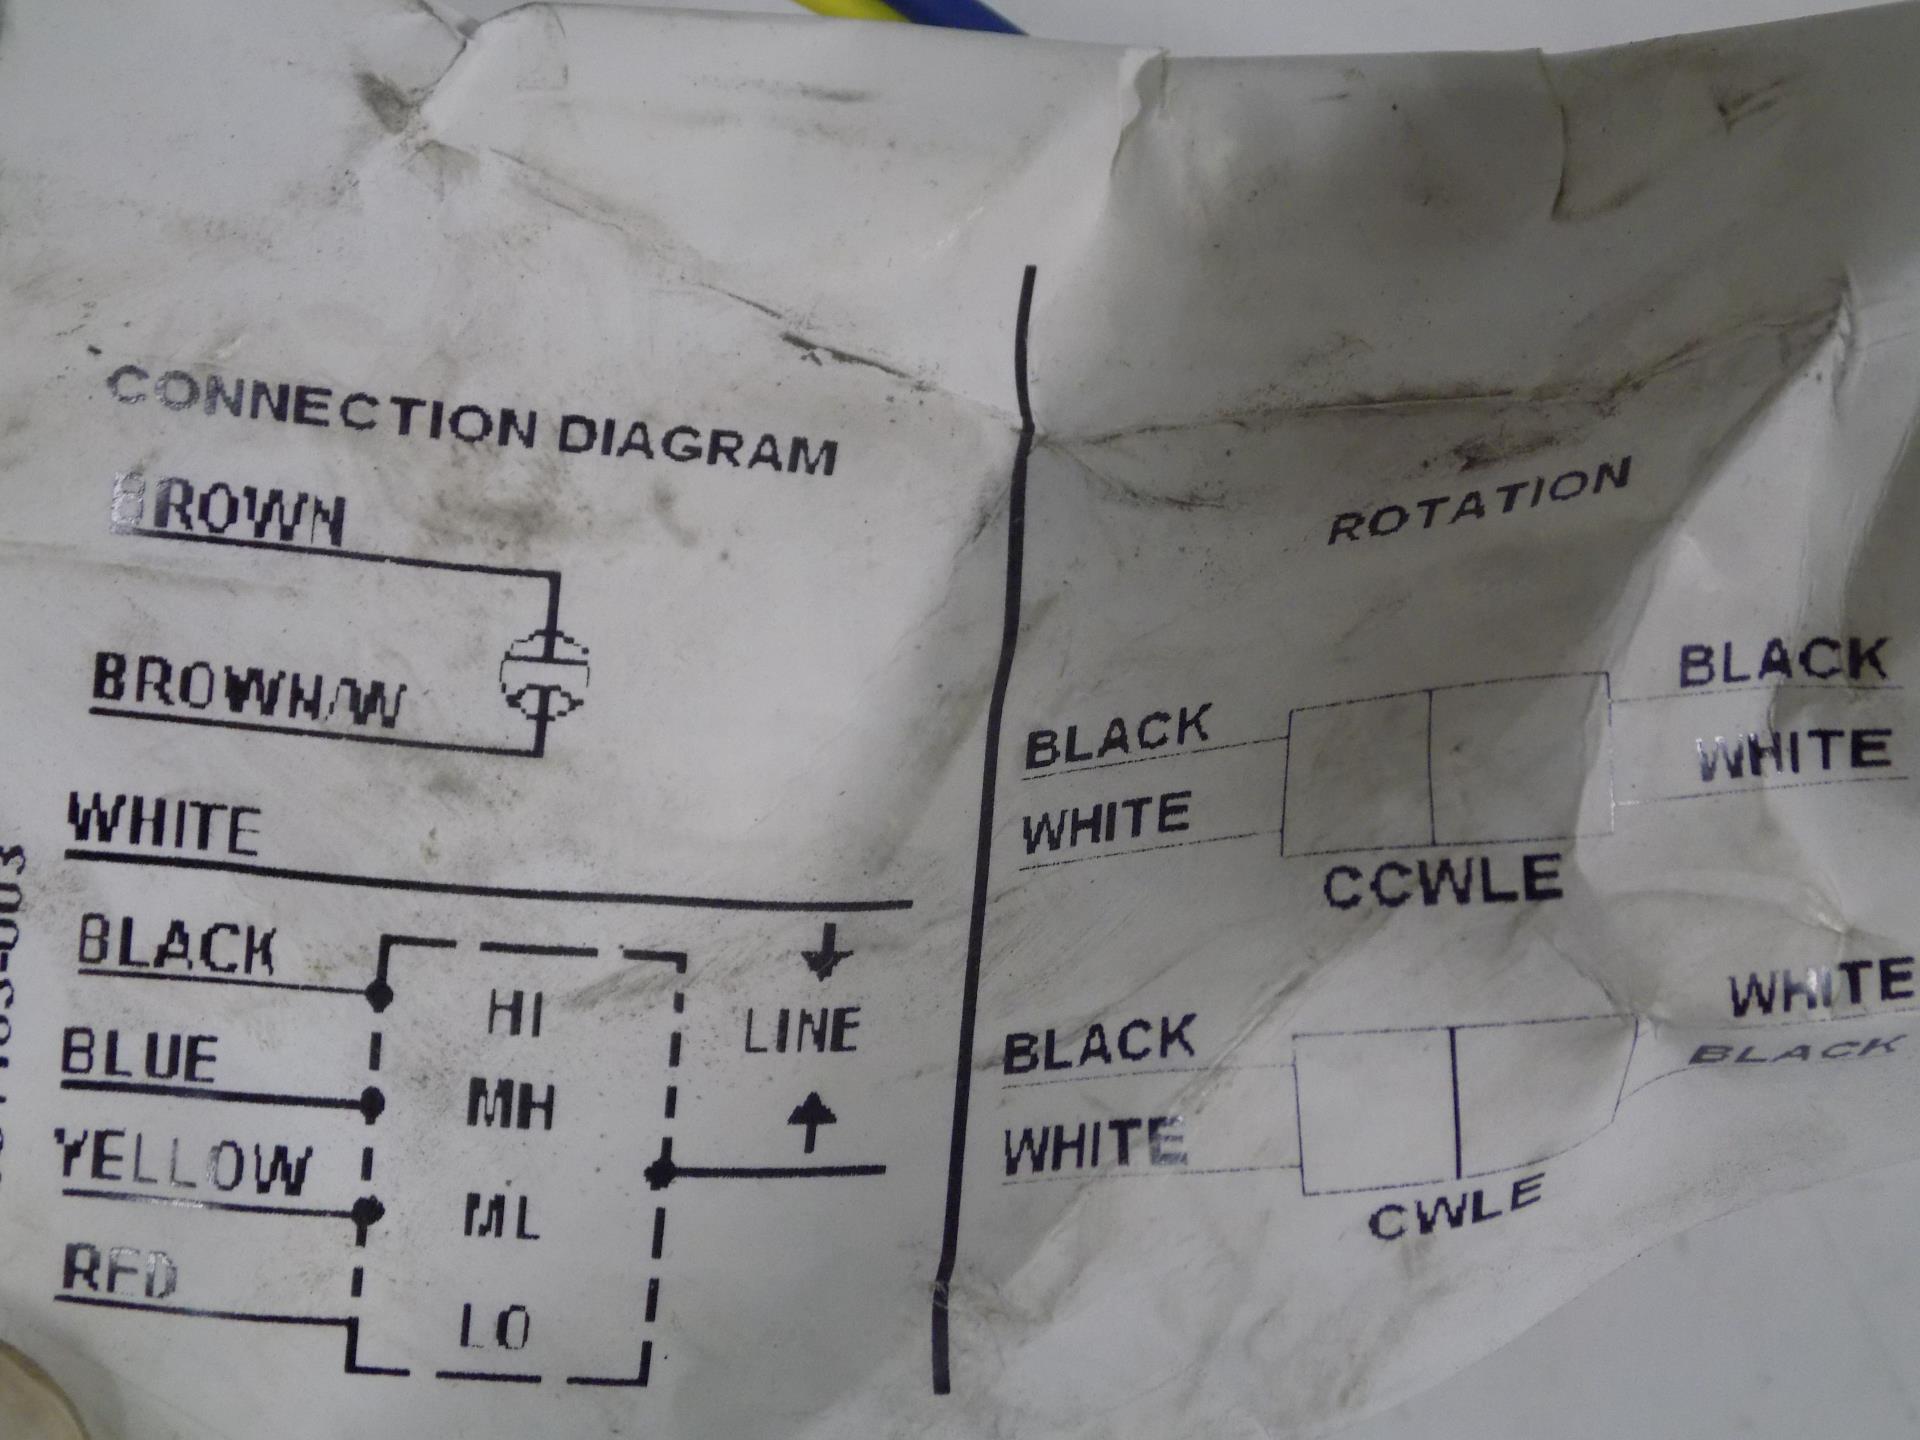 CONNECTION DIAGRAM
BROWN
BROWN/W
WHITE
BLACK
BLUE
YELLOW
RED
HI
MH
ML
LO
LINE
ROTATION
BLACK
WHITE
BLACK
WHITE
CCWLE
BLACK
WHITE
WHITE
BLACK
CWLE